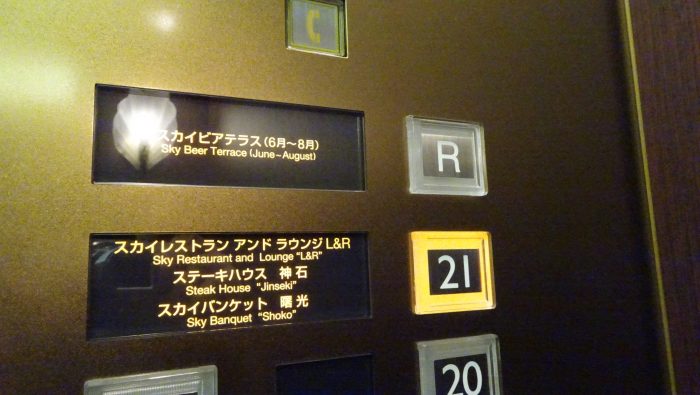 スカイビアテラス(6月〜8月)
Sky Beer Terrace (June~August)
R
スカイレストラン アンド ラウンジ L&R
Sky Restaurant and Lounge "L&R"
ステーキハウス 神石
Steak House "Jinseki"
スカイバンケット 曙光
Sky Banquet "Shoko"
21
20